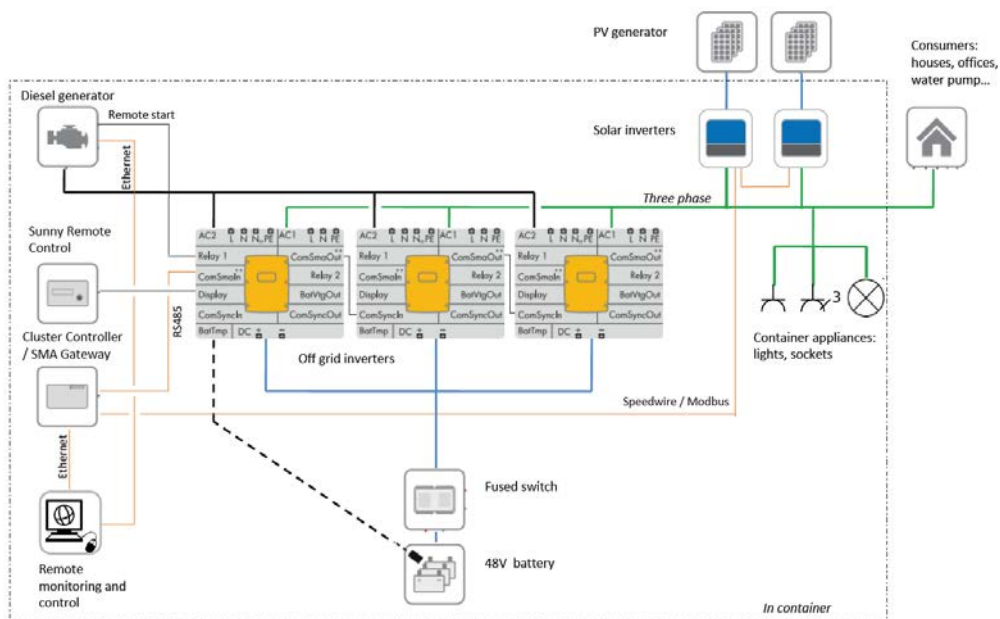 PV generator
Consumers:
houses, offices,
water pump...
Diesel generator
Remote start
Solar inverters
Ethernet
Three phase
Sunny Remote
Control
AC2 L N N PE AC1 L N PE
Relay 1 ComSmaOut
ComSmaIn Relay 2
Display BatVtgOut
ComSyncIn ComSyncOut
BatTmp DC + -
AC2 L N N PE AC1 L N PE
Relay 1 ComSmaOut
ComSmaIn Relay 2
Display BatVtgOut
ComSyncIn ComSyncOut
BatTmp DC + -
AC2 L N N PE AC1 L N PE
Relay 1 ComSmaOut
ComSmaIn Relay 2
Display BatVtgOut
ComSyncIn ComSyncOut
BatTmp DC + -
RS485
3
Cluster Controller
/ SMA Gateway
Off grid inverters
Container appliances:
lights, sockets
Speedwire / Modbus
Ethernet
Fused switch
48V battery
Remote
monitoring and
control
In container